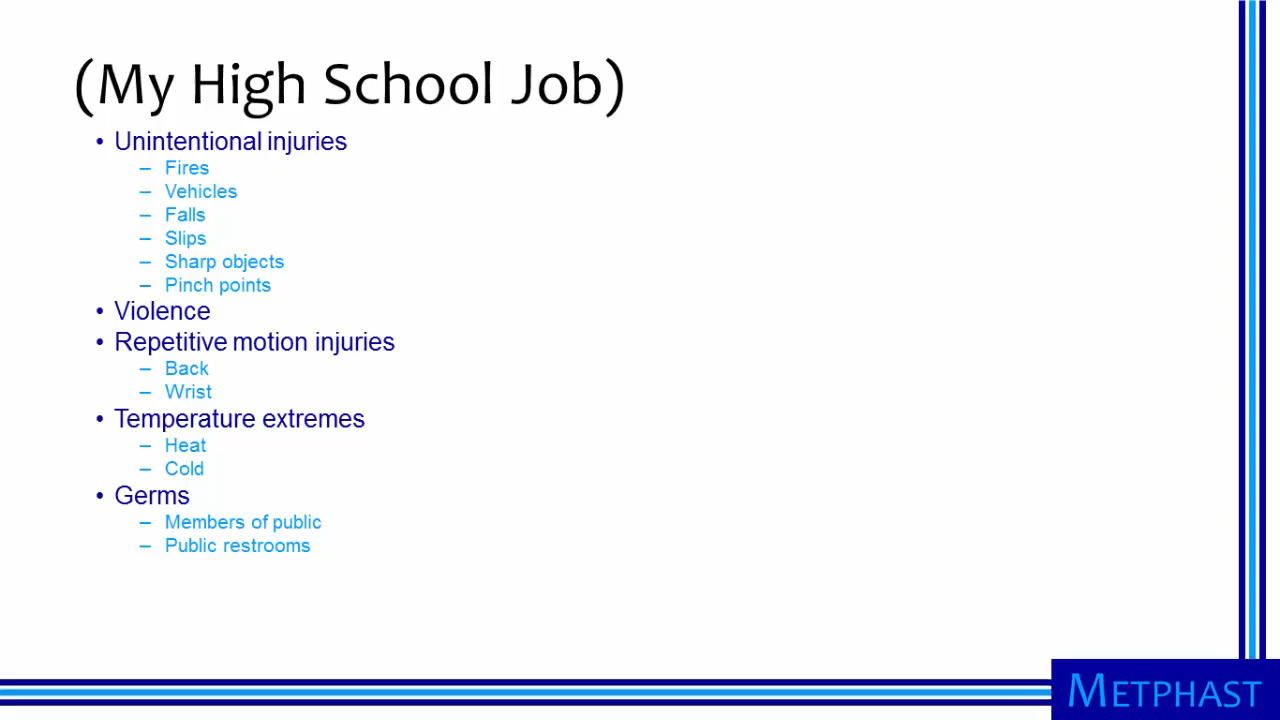 (My High School Job)
• Unintentional injuries
– Fires
– Vehicles
– Falls
– Slips
– Sharp objects
– Pinch points
• Violence
• Repetitive motion injuries
– Back
– Wrist
• Temperature extremes
– Heat
– Cold
• Germs
– Members of public
– Public restrooms
METPHAST